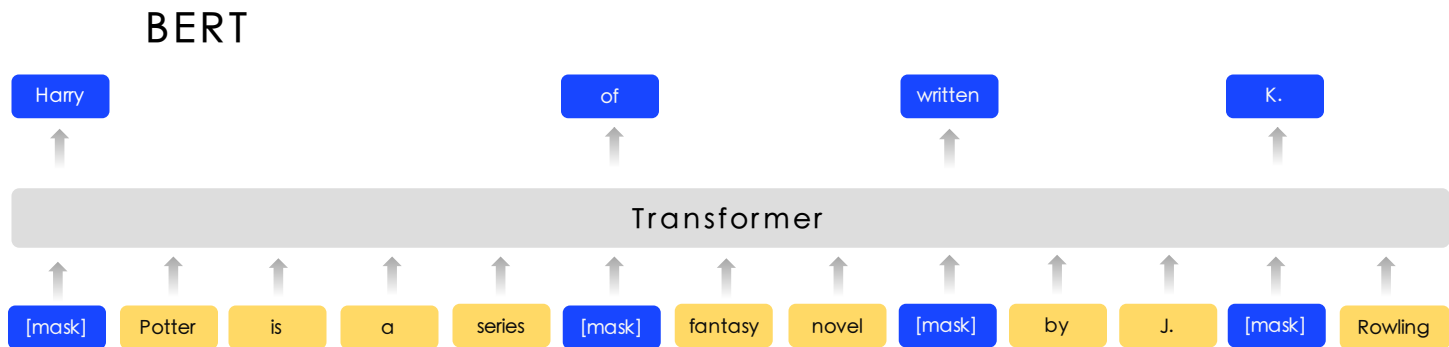 BERT
Harry of written K.
Transformer
[mask] Potter is a series [mask] fantasy novel [mask] by J. [mask] Rowling